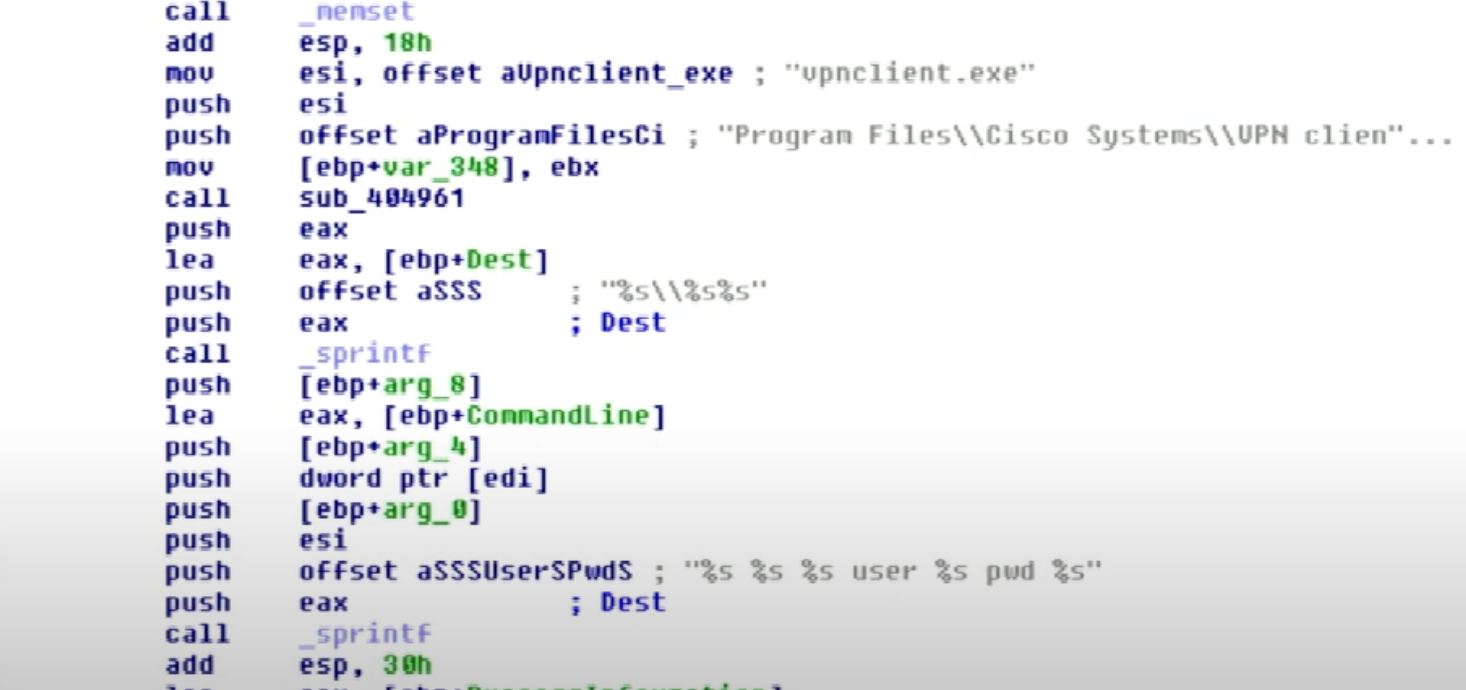 call _memset
add esp, 18h
mov esi, offset aVpnclient_exe ; "vpnclient.exe"
push esi
push offset aProgramFilesCi ; "Program Files\\Cisco Systems\\VPN clien"...
mov [ebp+var_348], ebx
call sub_404961
push eax
lea eax, [ebp+Dest]
push offset aSSS ; "%s\\%s%s"
push eax ; Dest
call _sprintf
push [ebp+arg_8]
lea eax, [ebp+CommandLine]
push [ebp+arg_4]
push dword ptr [edi]
push [ebp+arg_0]
push esi
push offset aSSSUserSPwdS ; "%s %s %s user %s pwd %s"
push eax ; Dest
call _sprintf
add esp, 30h